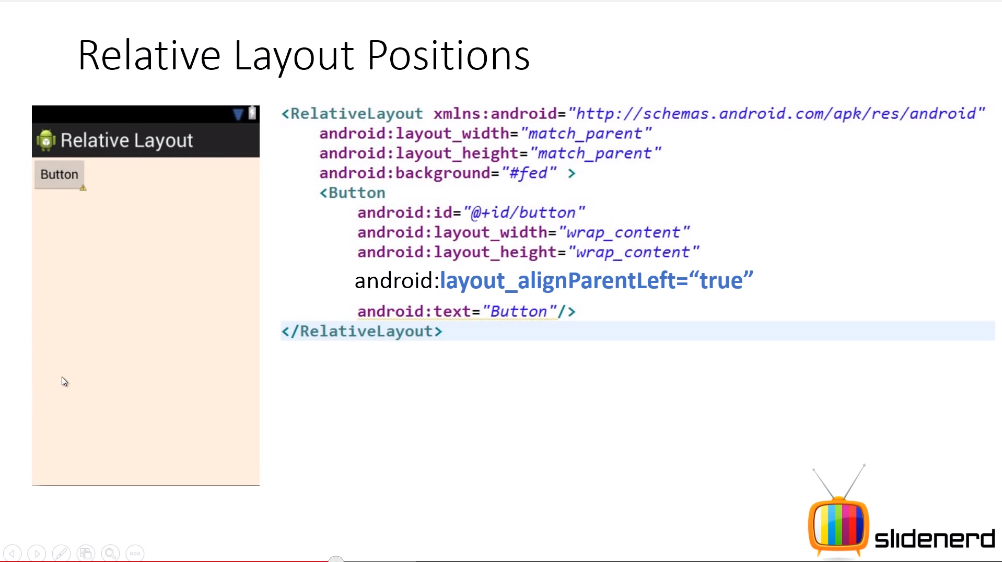 Relative Layout Positions
Relative Layout
Button
<RelativeLayout xmlns:android="http://schemas.android.com/apk/res/android"
android:layout_width="match_parent"
android:layout_height="match_parent"
android:background="#fed" >
<Button
android:id="@+id/button"
android:layout_width="wrap_content"
android:layout_height="wrap_content"
android:layout_alignParentLeft=“true”
android:text="Button"/>
</RelativeLayout>
slidenerd